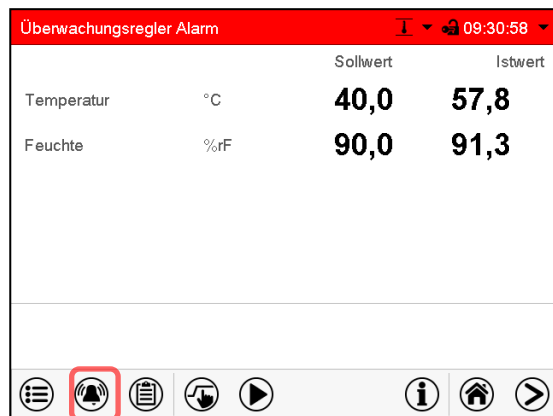 Überwachungsregler Alarm 09:30:58
Sollwert Istwert
Temperatur °C 40,0 57,8
Feuchte %rF 90,0 91,3